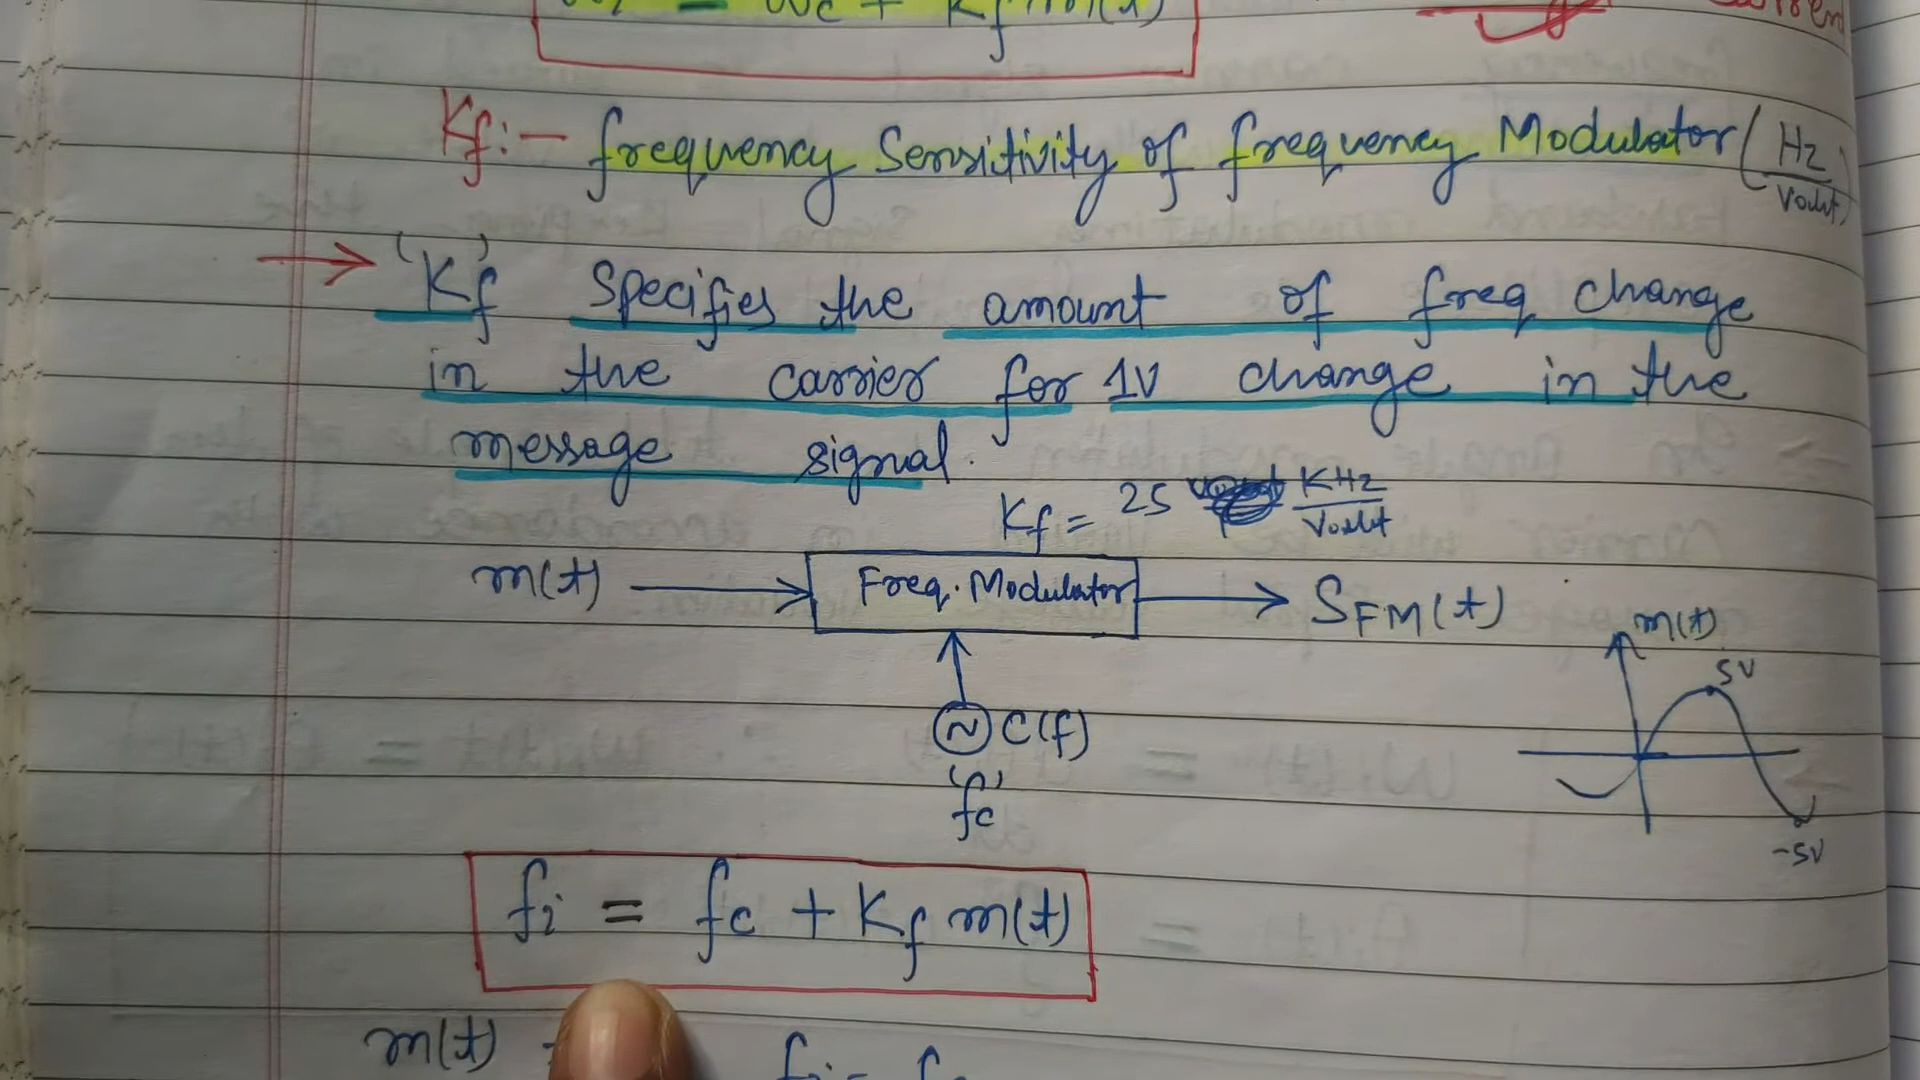 = ωc + Kf m(t)
Kf :- frequency Sensitivity of frequency Modulator (Hz/Volt)
→ 'Kf' Specifies the amount of freq change
in the carrier for 1V change in the
message signal.
Kf = 25 KHz/Volt
m(t) → Freq. Modulator → SFM(t)
m(t)
5V
~ C(f)
'fc'
-5V
fi = fc + Kf m(t)
m(t)